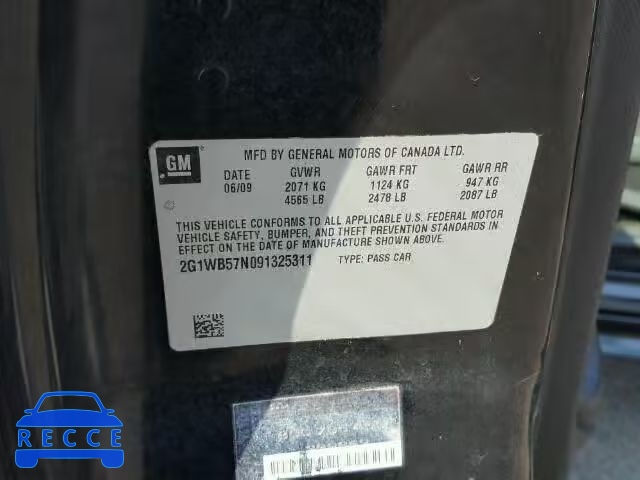 GM
MFD BY GENERAL MOTORS OF CANADA LTD.
DATE GVWR GAWR FRT GAWR RR
06/09 2071 KG 1124 KG 947 KG
4565 LB 2478 LB 2087 LB
THIS VEHICLE CONFORMS TO ALL APPLICABLE U.S. FEDERAL MOTOR
VEHICLE SAFETY, BUMPER, AND THEFT PREVENTION STANDARDS IN
EFFECT ON THE DATE OF MANUFACTURE SHOWN ABOVE.
2G1WB57N091325311 TYPE: PASS CAR
RECCE